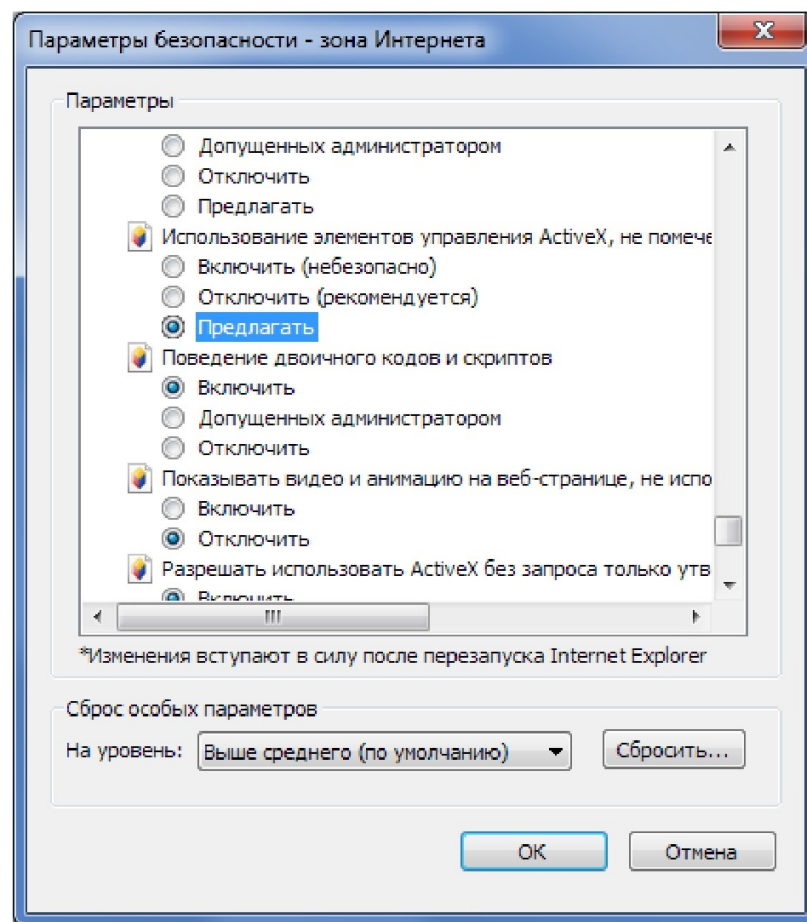 Параметры безопасности - зона Интернета
Параметры
Допущенных администратором
Отключить
Предлагать
Использование элементов управления ActiveX, не помече
Включить (небезопасно)
Отключить (рекомендуется)
Предлагать
Поведение двоичного кодов и скриптов
Включить
Допущенных администратором
Отключить
Показывать видео и анимацию на веб-странице, не испо
Включить
Отключить
Разрешать использовать ActiveX без запроса только утв
Включить
*Изменения вступают в силу после перезапуска Internet Explorer
Сброс особых параметров
На уровень: Выше среднего (по умолчанию) Сбросить...
ОК Отмена